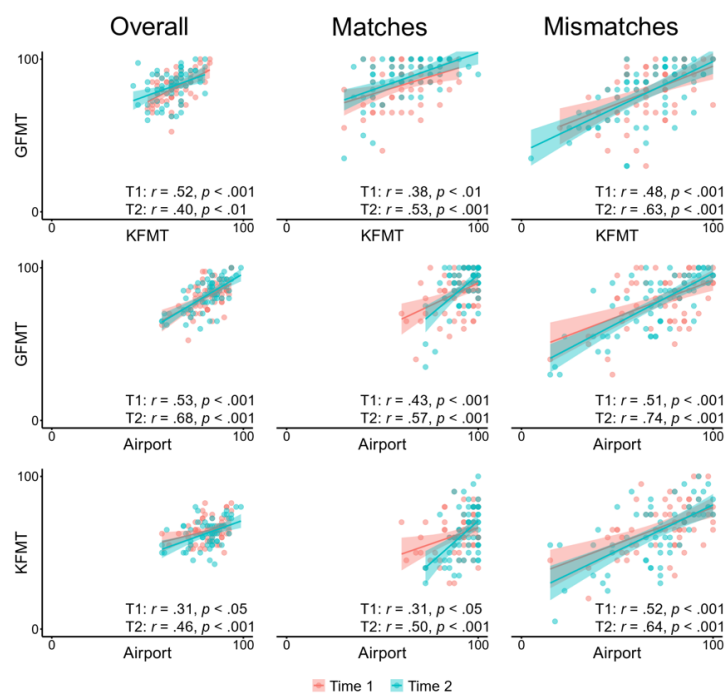 Overall Matches Mismatches
100
GFMT
T1: r = .52, p < .001 T1: r = .38, p < .01 T1: r = .48, p < .001
T2: r = .40, p < .01 T2: r = .53, p < .001 T2: r = .63, p < .001
0
0 100 0 100 0 100
KFMT KFMT KFMT
100
GFMT
T1: r = .53, p < .001 T1: r = .43, p < .001 T1: r = .51, p < .001
T2: r = .68, p < .001 T2: r = .57, p < .001 T2: r = .74, p < .001
0
0 100 0 100 0 100
Airport Airport Airport
100
KFMT
T1: r = .31, p < .05 T1: r = .31, p < .05 T1: r = .52, p < .001
T2: r = .46, p < .001 T2: r = .50, p < .001 T2: r = .64, p < .001
0
0 100 0 100 0 100
Airport Airport Airport
Time 1 Time 2